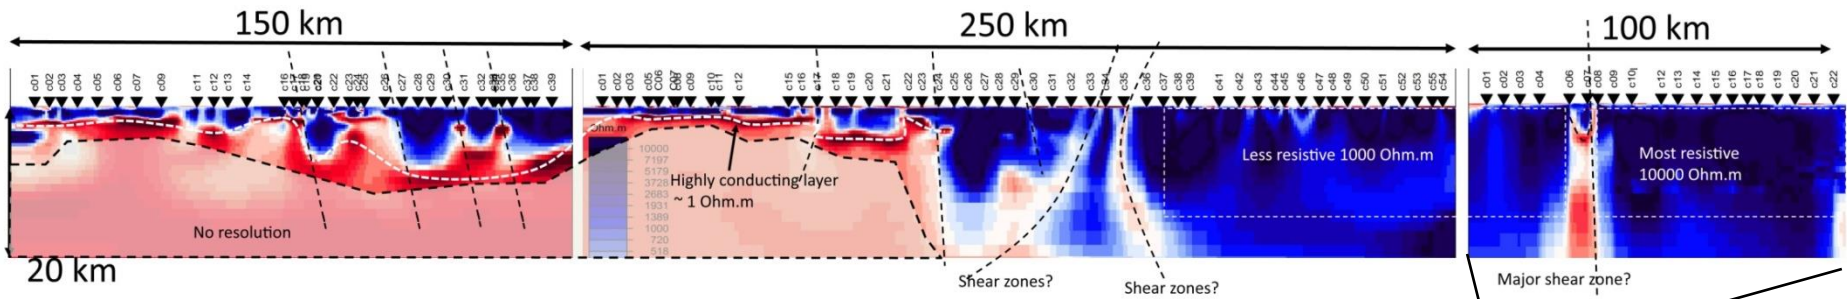 150 km
250 km
100 km
c01 c02 c03 c04 c05 c06 c07 c09 c11 c12 c13 c14 c16
c22
c26 c27 c28 c29 c30 c31 c32
c36
c38 c39
c01 c02 c03 c05 c06
c09 c10 c11 c12 c15 c16 c17 c18 c19 c20 c21 c22 c23 c24 c25 c26 c27 c28 c29 c30 c31 c32 c33 c34 c35 c36 c37 c38 c39 c41 c42 c43 c44 c45 c46 c47 c48 c49 c50 c51 c52 c53 c55 c54
c01 c02 c03 c04 c06 c07 c08 c09 c10 c12 c13 c14 c15 c16 c17 c18 c19 c20 c21 c22
Ohm.m
10000
7197
5179
3728
2683
1931
1389
1000
720
518
Highly conducting layer
~ 1 Ohm.m
Less resistive 1000 Ohm.m
Most resistive
10000 Ohm.m
No resolution
20 km
Shear zones?
Shear zones?
Major shear zone?